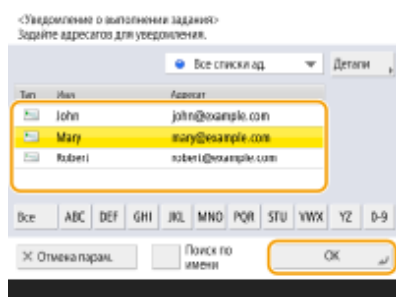 <Уведомление о выполнении задания>
Задайте адресатов для уведомления.
Все списки ад. Детали
Тип Имя Адресат
John john@example.com
Mary mary@example.com
Robert robert@example.com
Все ABC DEF GHI JKL MNO PQR STU VWX YZ 0-9
Отмена парам. Поиск по имени OK